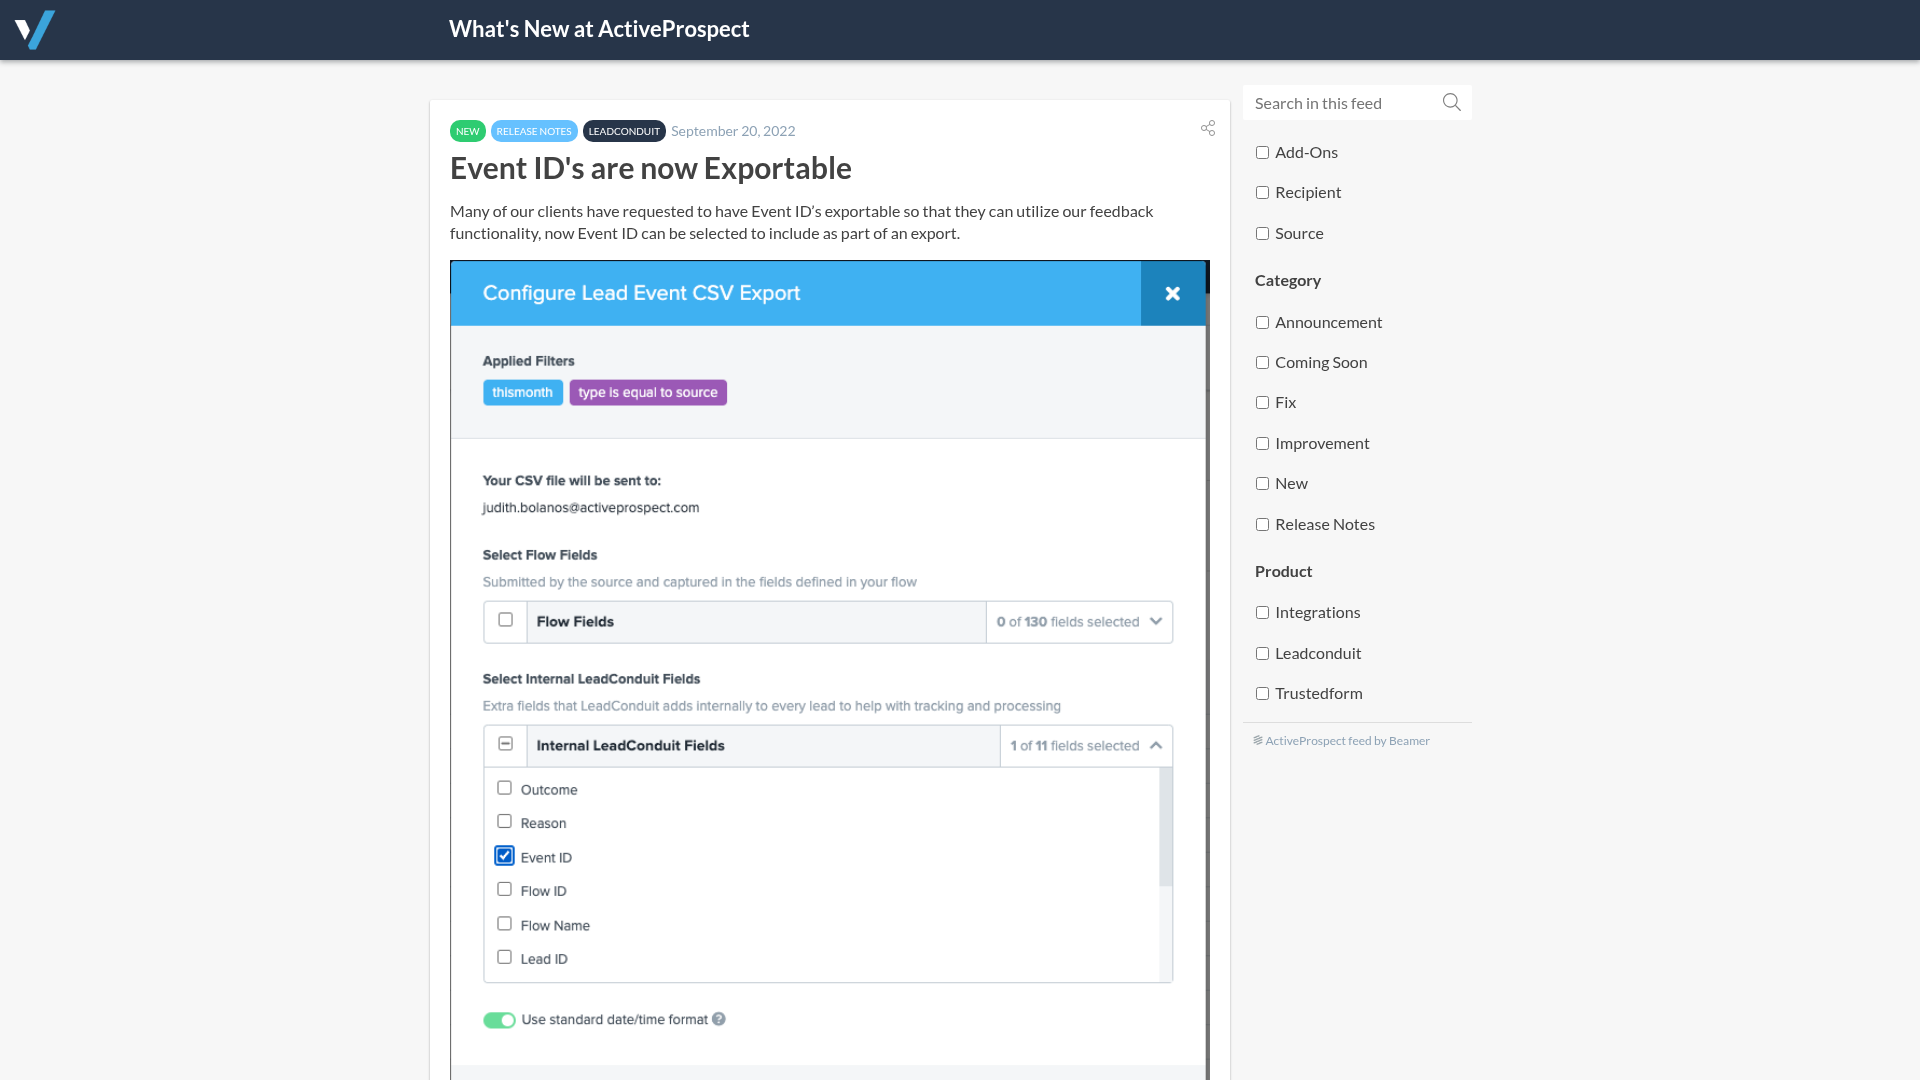 What's New at ActiveProspect
NEW RELEASE NOTES LEADCONDUIT September 20, 2022
Event ID's are now Exportable
Many of our clients have requested to have Event ID’s exportable so that they can utilize our feedback
functionality, now Event ID can be selected to include as part of an export.
Configure Lead Event CSV Export
Applied Filters
thismonth type is equal to source
Your CSV file will be sent to:
judith.bolanos@activeprospect.com
Select Flow Fields
Submitted by the source and captured in the fields defined in your flow
Flow Fields 0 of 130 fields selected
Select Internal LeadConduit Fields
Extra fields that LeadConduit adds internally to every lead to help with tracking and processing
Internal LeadConduit Fields 1 of 11 fields selected
Outcome
Reason
Event ID
Flow ID
Flow Name
Lead ID
Use standard date/time format ?
Search in this feed
Add-Ons
Recipient
Source
Category
Announcement
Coming Soon
Fix
Improvement
New
Release Notes
Product
Integrations
Leadconduit
Trustedform
ActiveProspect feed by Beamer